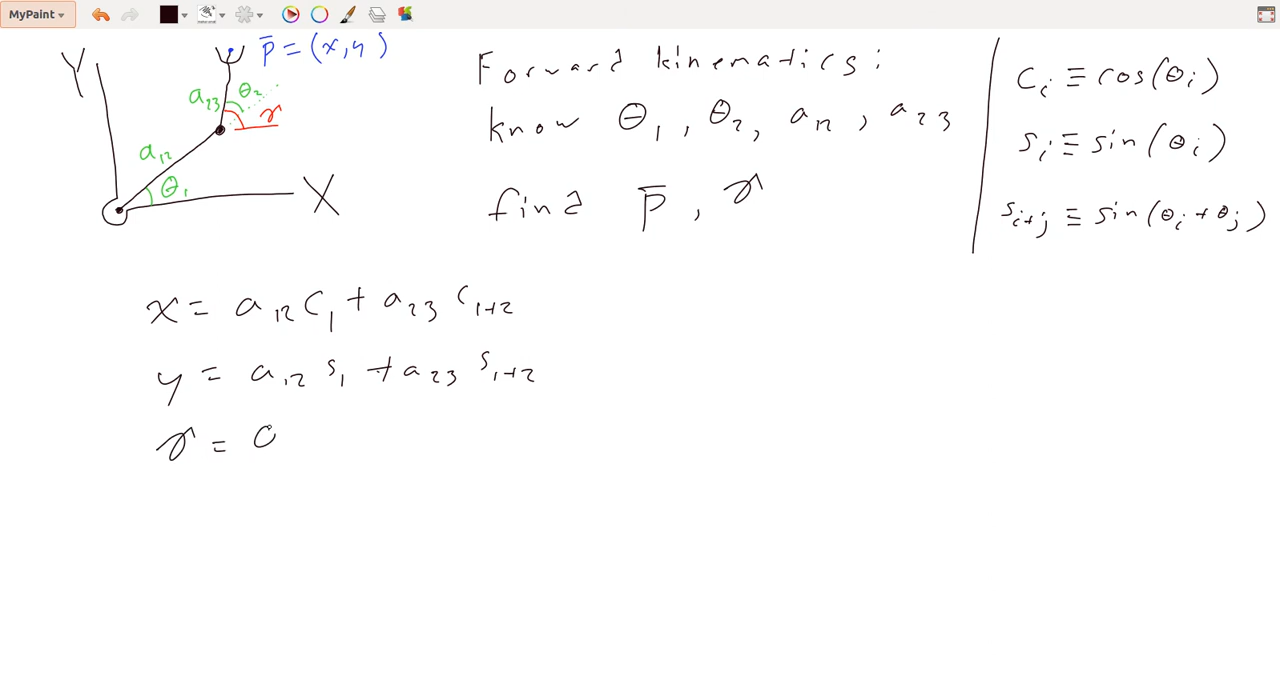 MyPaint
Y
p̄ = (x,y)
a₂₃ θ₂
γ
a₁₂
θ₁
X
Forward kinematics:
know θ₁, θ₂, a₁₂, a₂₃
find p̄, γ
cᵢ ≡ cos(θᵢ)
sᵢ ≡ sin(θᵢ)
sᵢ₊ⱼ ≡ sin(θᵢ + θⱼ)
x = a₁₂ c₁ + a₂₃ c₁₊₂
y = a₁₂ s₁ + a₂₃ s₁₊₂
γ =